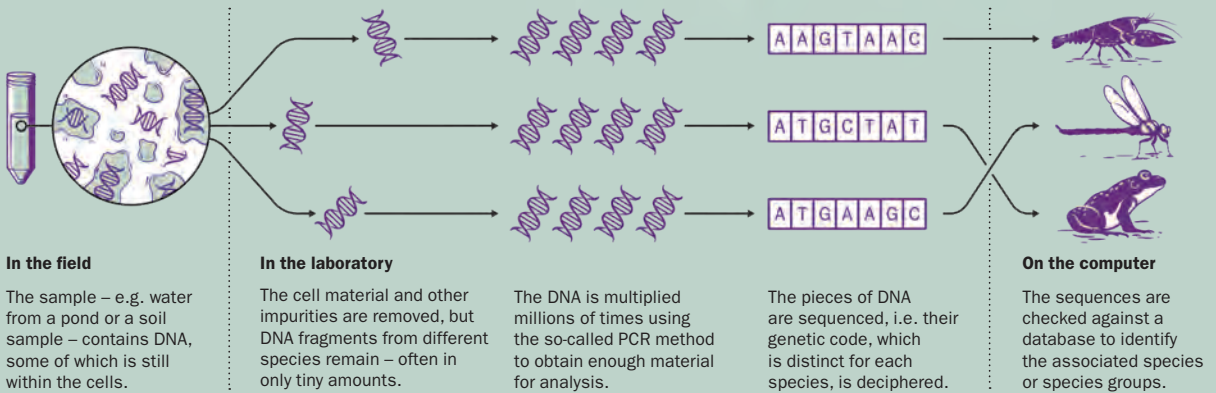 AAGTAAC
ATGCTAT
ATGAAGC
In the field
The sample – e.g. water
from a pond or a soil
sample – contains DNA,
some of which is still
within the cells.
In the laboratory
The cell material and other
impurities are removed, but
DNA fragments from different
species remain – often in
only tiny amounts.
The DNA is multiplied
millions of times using
the so-called PCR method
to obtain enough material
for analysis.
The pieces of DNA
are sequenced, i.e. their
genetic code, which
is distinct for each
species, is deciphered.
On the computer
The sequences are
checked against a
database to identify
the associated species
or species groups.